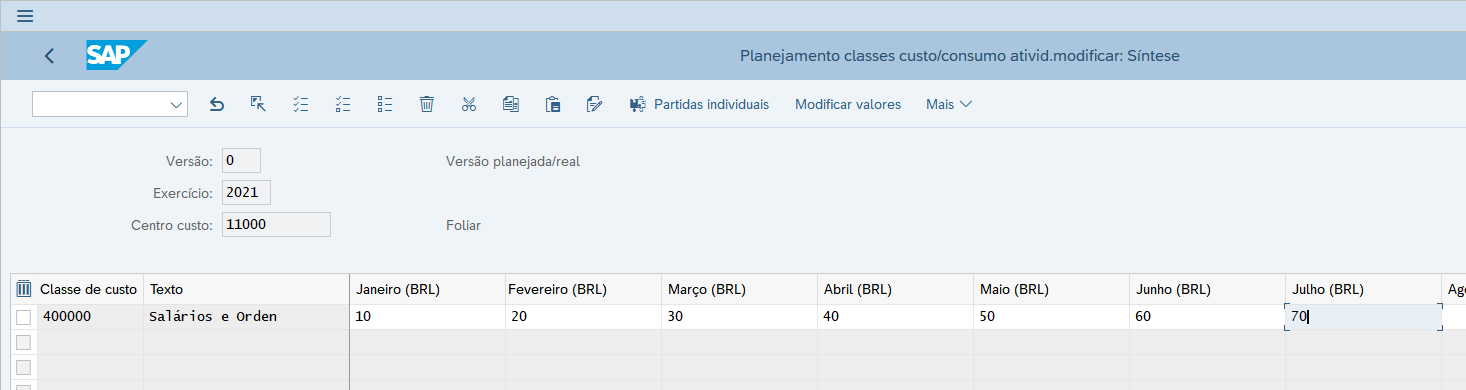 SAP
Planejamento classes custo/consumo ativid.modificar: Síntese
Partidas individuais Modificar valores Mais
Versão: 0 Versão planejada/real
Exercício: 2021
Centro custo: 11000 Foliar
Classe de custo Texto Janeiro (BRL) Fevereiro (BRL) Março (BRL) Abril (BRL) Maio (BRL) Junho (BRL) Julho (BRL) Ago
400000 Salários e Orden 10 20 30 40 50 60 70